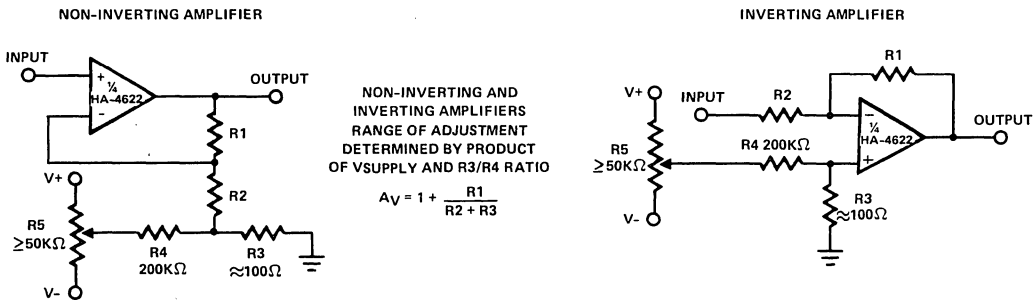 NON-INVERTING AMPLIFIER
INPUT
+
1/4
HA-4622
−
OUTPUT
R1
R2
V+
R5
≥50KΩ
V−
R4
200KΩ
R3
≈100Ω
NON-INVERTING AND
INVERTING AMPLIFIERS
RANGE OF ADJUSTMENT
DETERMINED BY PRODUCT
OF VSUPPLY AND R3/R4 RATIO
AV = 1 + R1 / (R2 + R3)
INVERTING AMPLIFIER
R1
V+
INPUT
R2
−
1/4
HA-4622
+
OUTPUT
R5
≥50KΩ
R4 200KΩ
V−
R3
≈100Ω